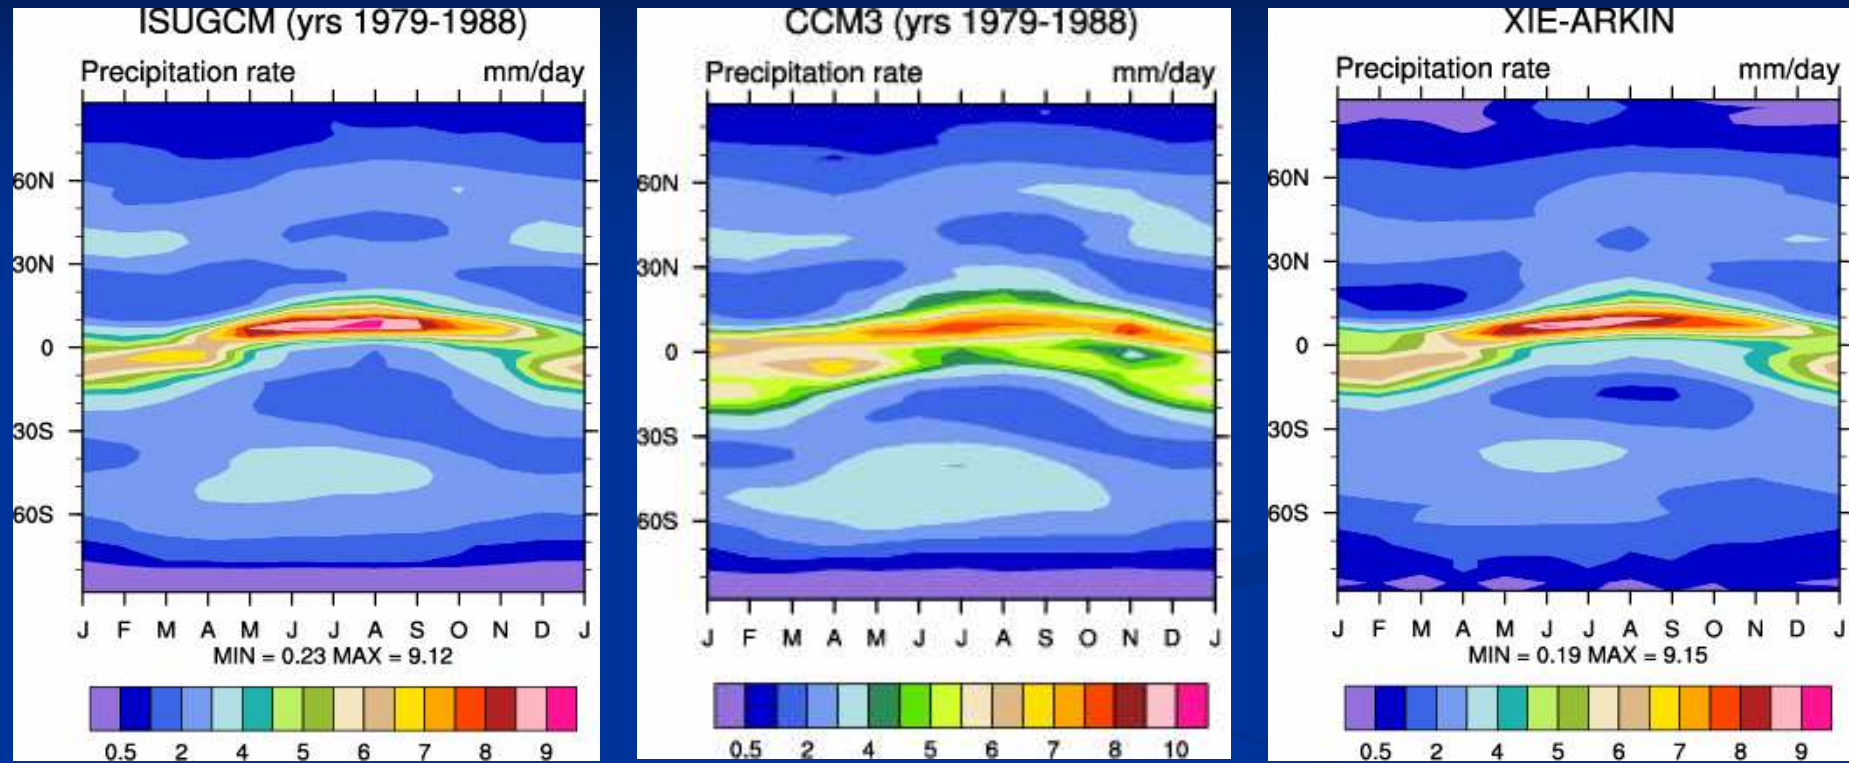 ISUGCM (yrs 1979-1988)
Precipitation rate mm/day
60N
30N
0
30S
60S
J F M A M J J A S O N D J
MIN = 0.23 MAX = 9.12
0.5 2 4 5 6 7 8 9
CCM3 (yrs 1979-1988)
Precipitation rate mm/day
60N
30N
0
30S
60S
J F M A M J J A S O N D J
0.5 2 4 5 6 7 8 10
XIE-ARKIN
Precipitation rate mm/day
60N
30N
0
30S
60S
J F M A M J J A S O N D J
MIN = 0.19 MAX = 9.15
0.5 2 4 5 6 7 8 9